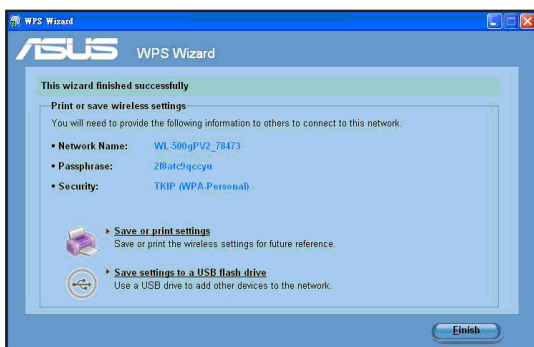 WPS Wizard
ASUS WPS Wizard
This wizard finished successfully
Print or save wireless settings
You will need to provide the following information to others to connect to this network.
• Network Name: WL-500gPV2_78473
• Passphrase: 2l8atc9qccyu
• Security: TKIP (WPA-Personal)
Save or print settings
Save or print the wireless settings for future reference.
Save settings to a USB flash drive
Use a USB drive to add other devices to the network.
Finish